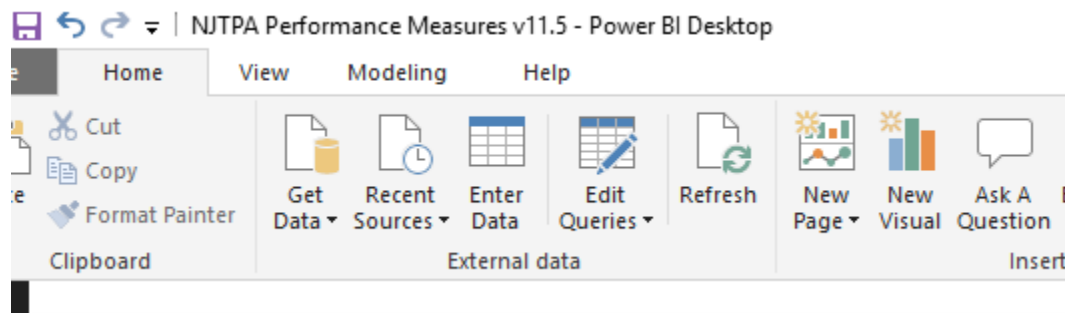 NJTPA Performance Measures v11.5 - Power BI Desktop
Home View Modeling Help
Cut
Copy
Format Painter
Clipboard
Get Data
Recent Sources
Enter Data
Edit Queries
Refresh
External data
New Page
New Visual
Ask A Question
Insert